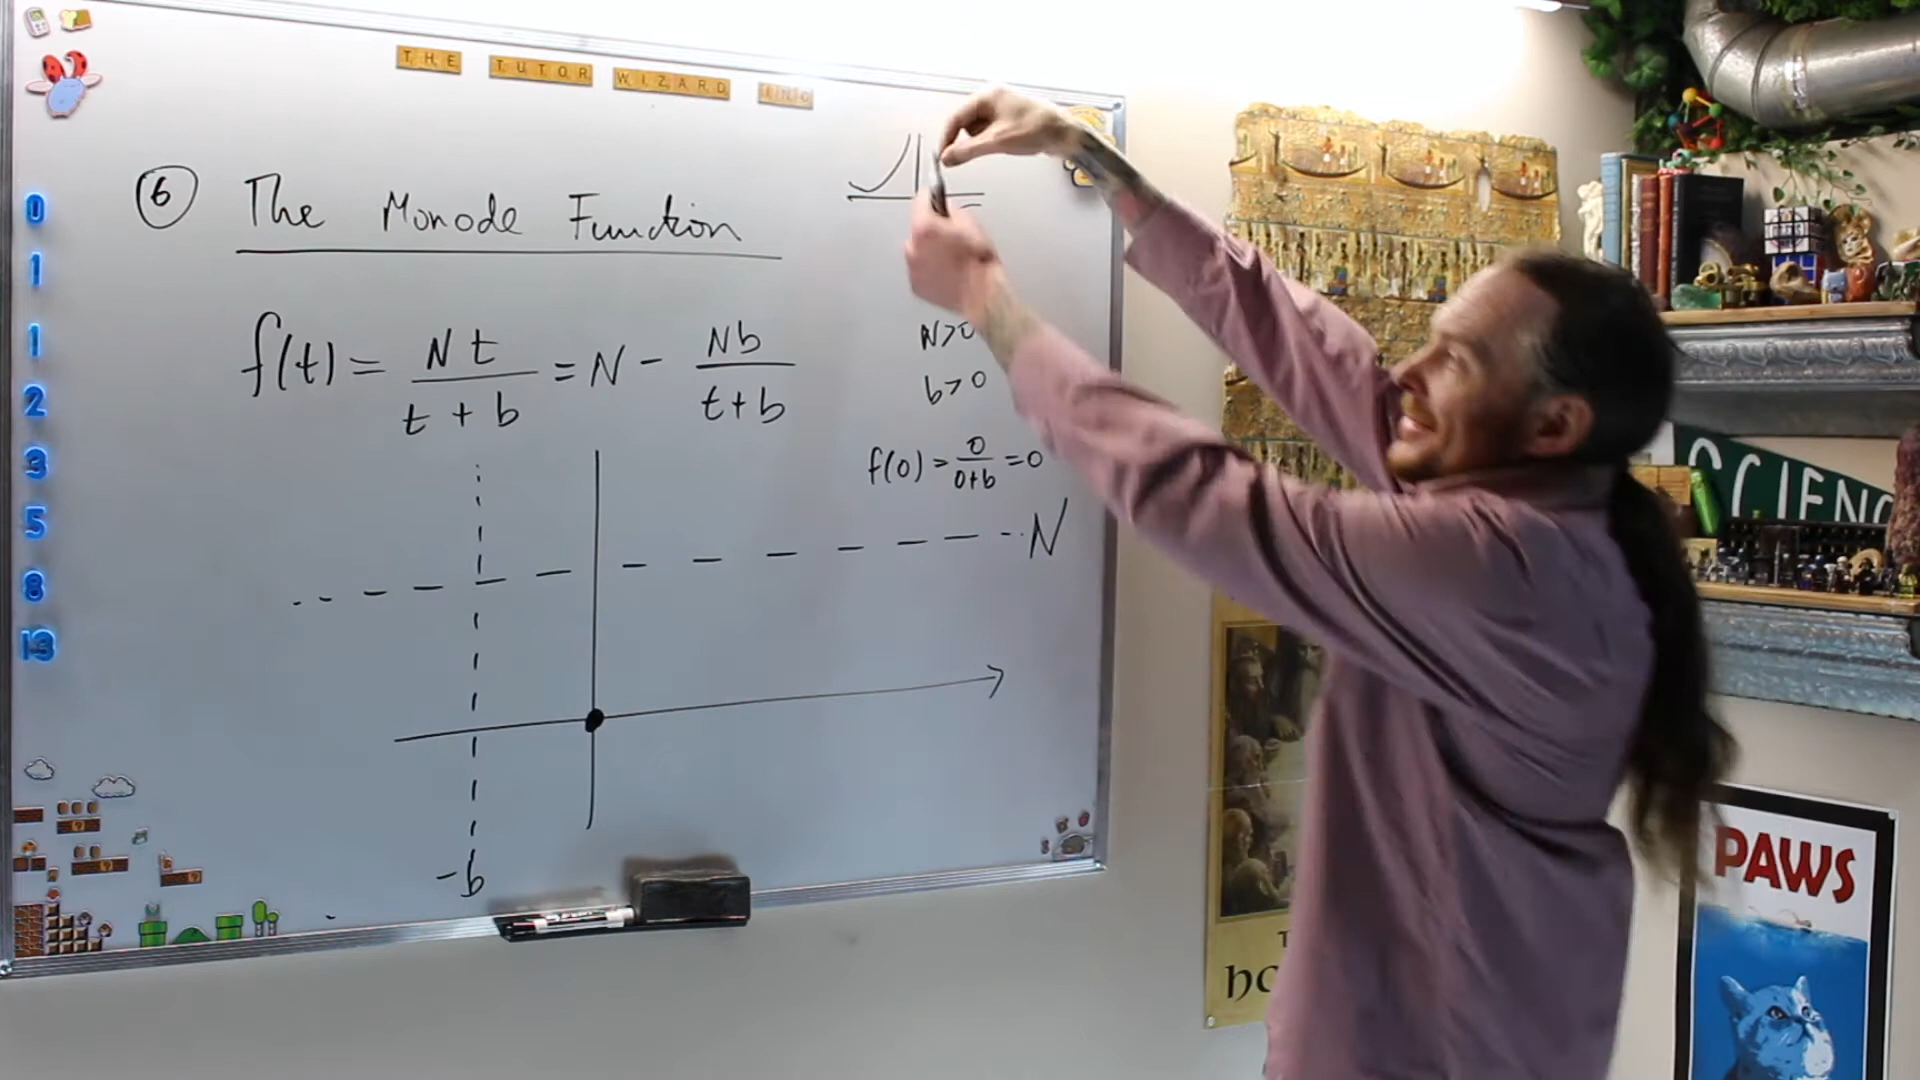 THE TUTOR WIZARD INC
⑥ The Monode Function
f(t) = Nt / (t + b) = N - Nb / (t+b)
N>0
b>0
f(0) = 0 / (0+b) = 0
N
-b
0
1
1
2
3
5
8
13
SCIENC
PAWS